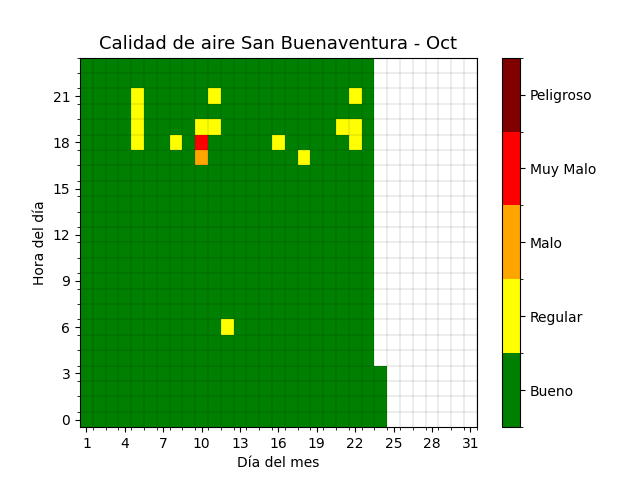 Calidad de aire San Buenaventura - Oct
Hora del día
21
18
15
12
9
6
3
0
1 4 7 10 13 16 19 22 25 28 31
Día del mes
Peligroso
Muy Malo
Malo
Regular
Bueno